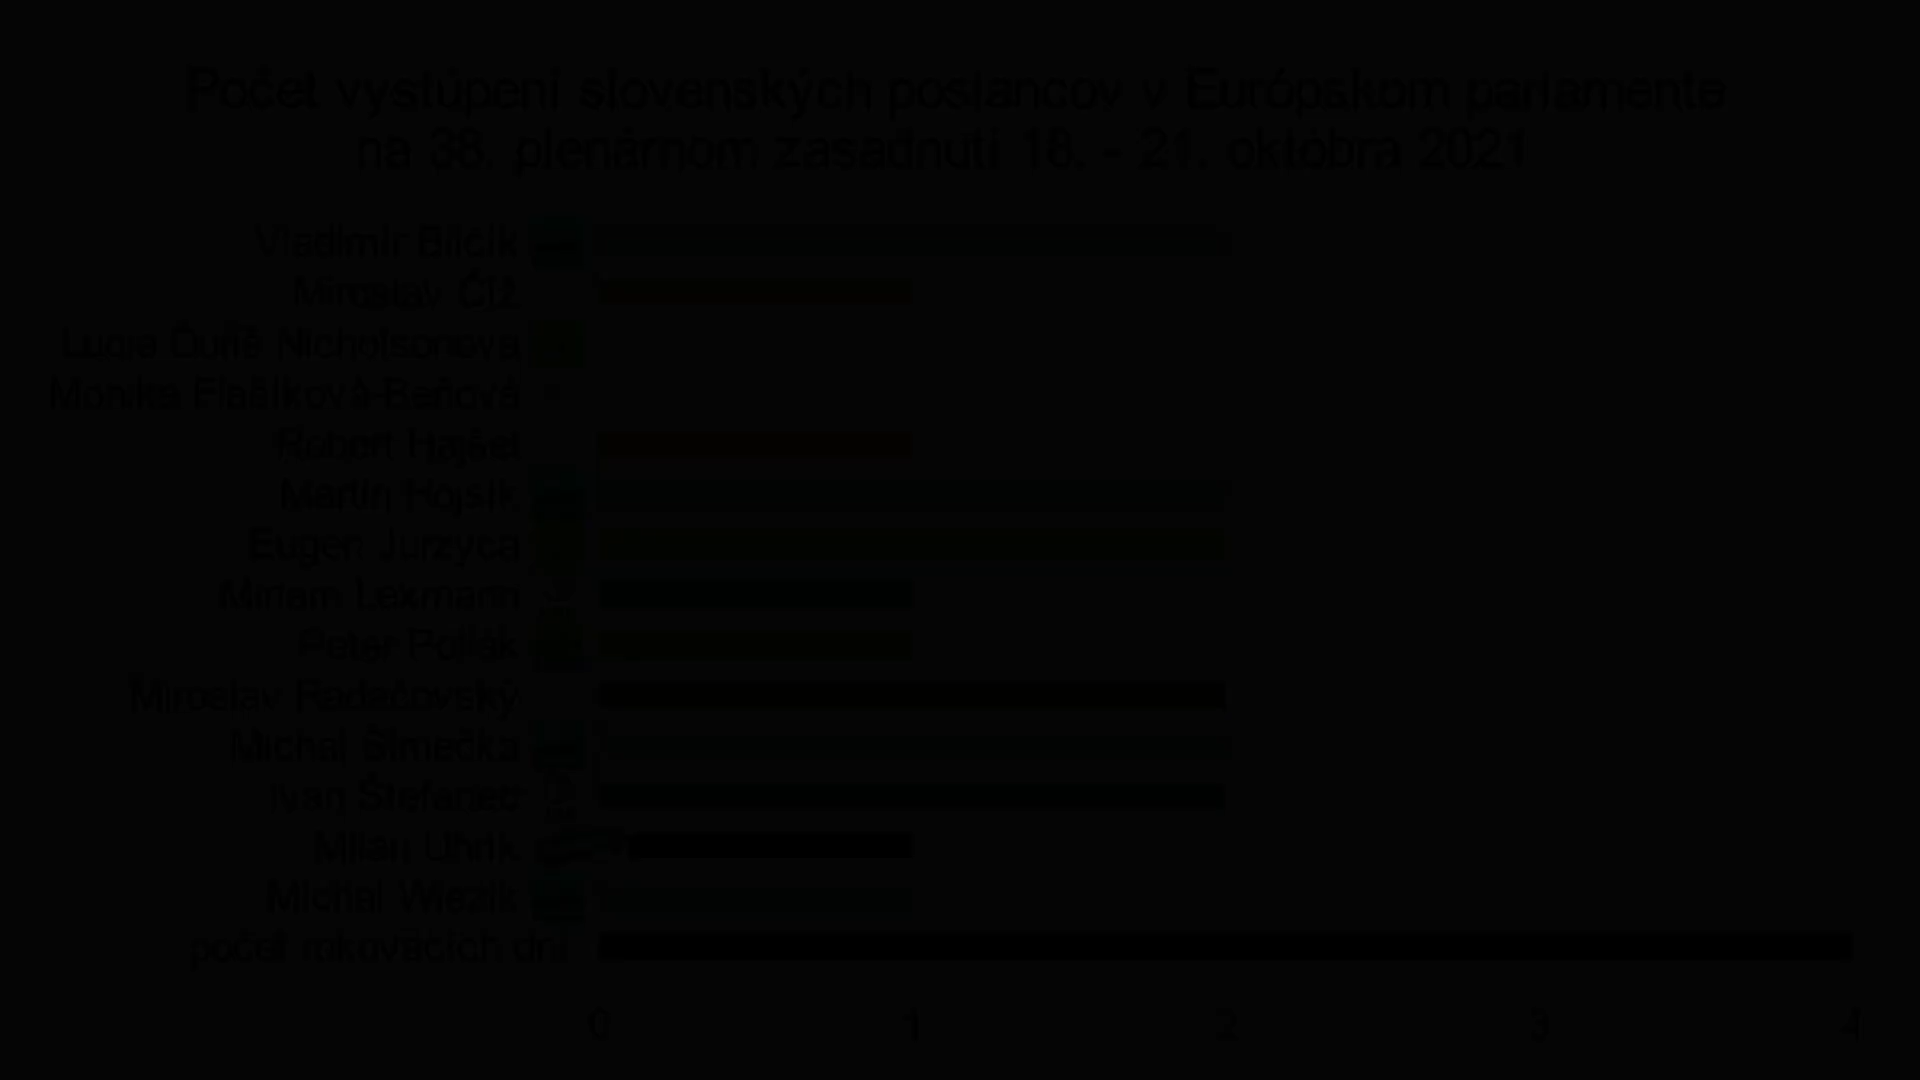 Počet vystúpení slovenských poslancov v Európskom parlamente
na 38. plenárnom zasadnutí 18. - 21. októbra 2021
Vladimír Bilčík
Miroslav Číž
Lucia Ďuriš Nicholsonová
Monika Flašíková-Beňová
Robert Hajšel
Martin Hojsík
Eugen Jurzyca
Miriam Lexmann
Peter Pollák
Miroslav Radačovský
Michal Šimečka
Ivan Štefanec
Milan Uhrík
Michal Wiezik
počet rokovacích dní
0 1 2 3 4